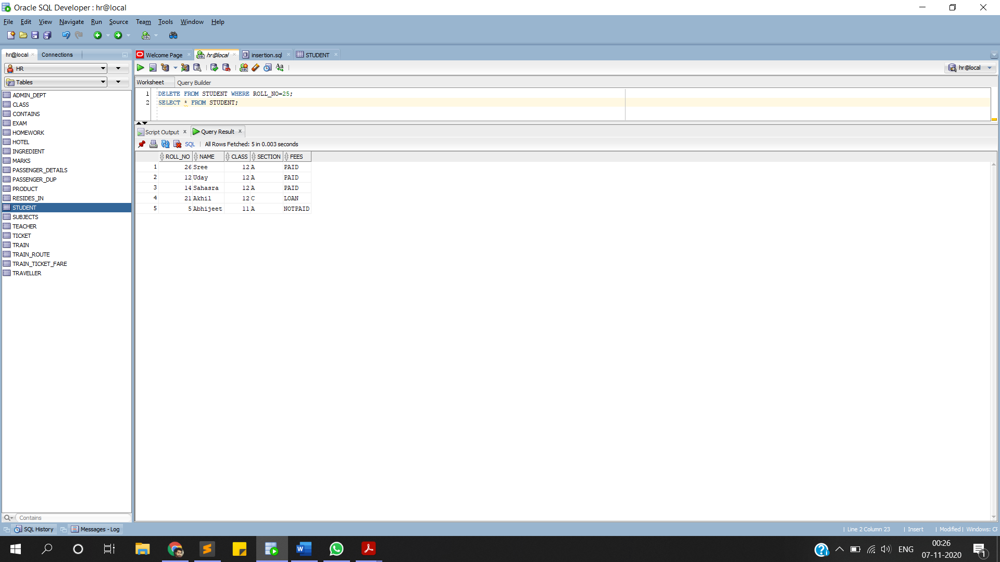 Oracle SQL Developer : hr@local
File Edit View Navigate Run Source Team Tools Window Help
hr@local Connections
Welcome Page hr@local insertion.sql STUDENT
HR
hr@local
Tables
Worksheet Query Builder
1 DELETE FROM STUDENT WHERE ROLL_NO=25;
2 SELECT * FROM STUDENT;
ADMIN_DEPT
CLASS
CONTAINS
EXAM
HOMEWORK
HOTEL
INGREDIENT
MARKS
PASSENGER_DETAILS
PASSENGER_DUP
PRODUCT
RESIDES_IN
STUDENT
SUBJECTS
TEACHER
TICKET
TRAIN
TRAIN_ROUTE
TRAIN_TICKET_FARE
TRAVELLER
Script Output x Query Result x
SQL | All Rows Fetched: 5 in 0.003 seconds
ROLL_NO NAME CLASS SECTION FEES
1 26 Sree 12 A PAID
2 12 Uday 12 A PAID
3 14 Sahasra 12 A PAID
4 21 Akhil 12 C LOAN
5 5 Abhijeet 11 A NOTPAID
Contains
SQL History Messages - Log
| Line 2 Column 23 | Insert | Modified | Windows: CF
ENG
00:26
07-11-2020
1